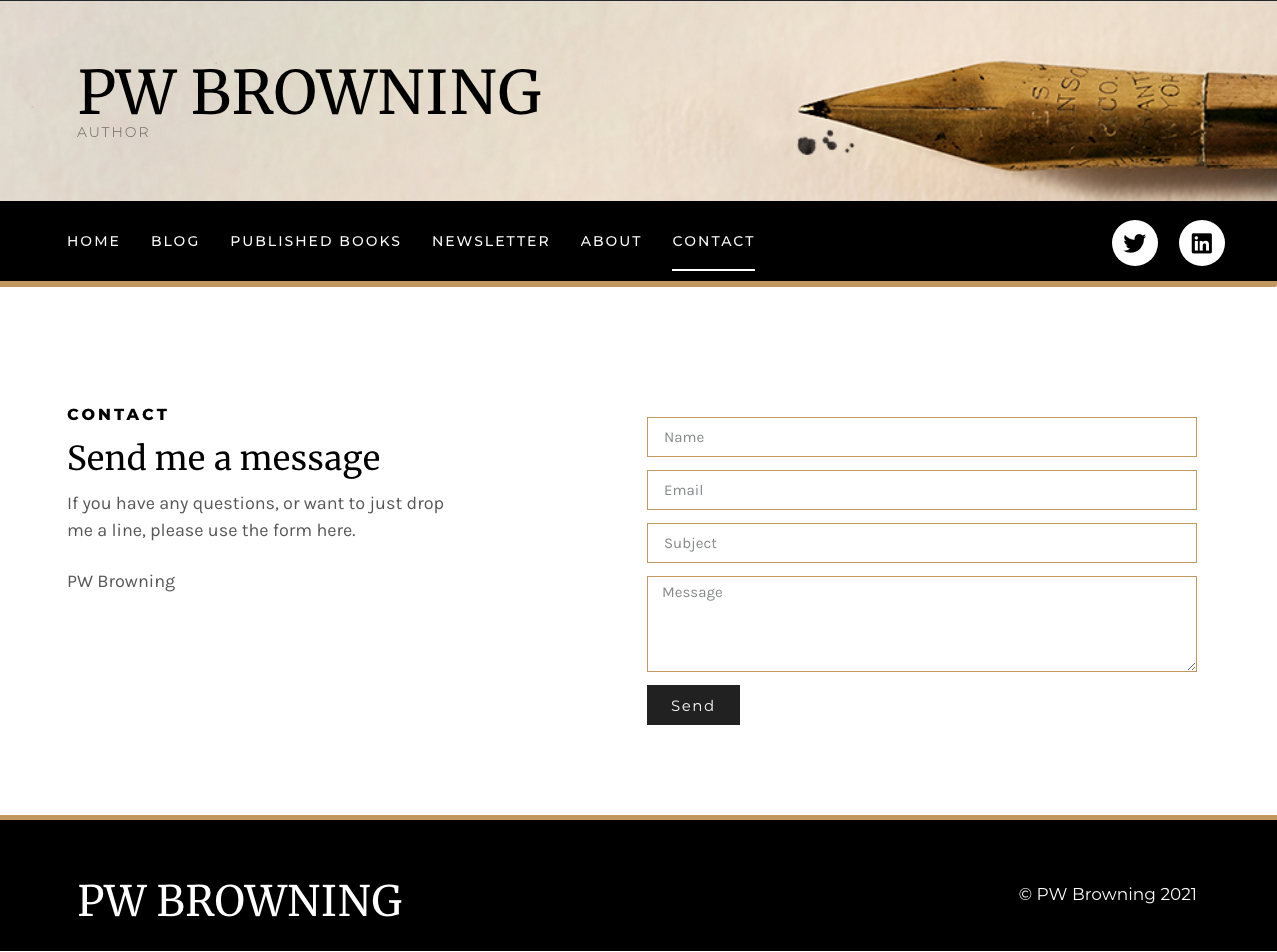 PW BROWNING
AUTHOR
HOME BLOG PUBLISHED BOOKS NEWSLETTER ABOUT CONTACT
CONTACT
Send me a message
If you have any questions, or want to just drop
me a line, please use the form here.
PW Browning
Name
Email
Subject
Message
Send
PW BROWNING
© PW Browning 2021